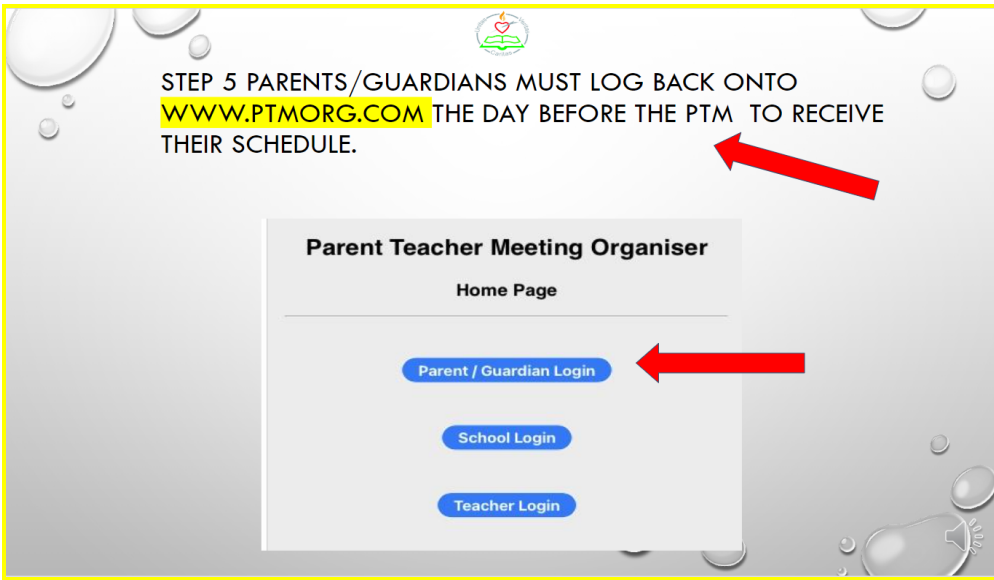 STEP 5 PARENTS/GUARDIANS MUST LOG BACK ONTO
WWW.PTMORG.COM THE DAY BEFORE THE PTM TO RECEIVE
THEIR SCHEDULE.
Parent Teacher Meeting Organiser
Home Page
Parent / Guardian Login
School Login
Teacher Login